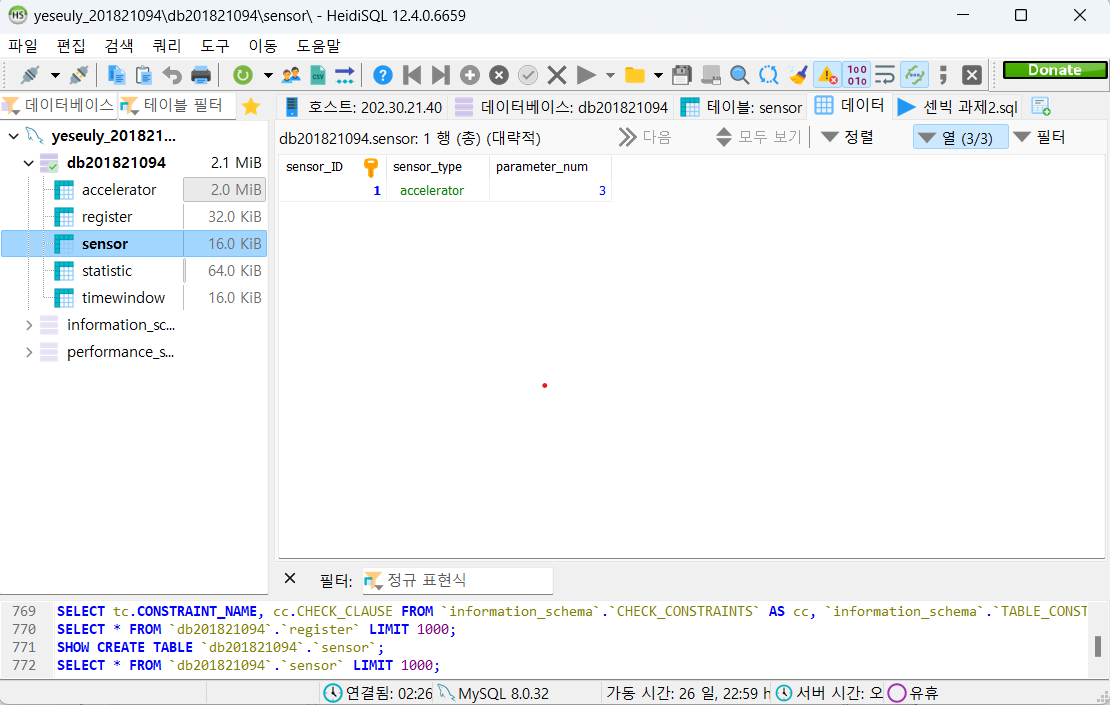 yeseuly_201821094\db201821094\sensor\ - HeidiSQL 12.4.0.6659
파일 편집 검색 쿼리 도구 이동 도움말
Donate
데이터베이스 테이블 필터 호스트: 202.30.21.40 데이터베이스: db201821094 테이블: sensor 데이터 센빅 과제2.sql
yeseuly_201821...
db201821094 2.1 MiB
accelerator 2.0 MiB
register 32.0 KiB
sensor 16.0 KiB
statistic 64.0 KiB
timewindow 16.0 KiB
information_sc...
performance_s...
db201821094.sensor: 1 행 (종) (대략적) 다음 모두 보기 정렬 열 (3/3) 필터
sensor_ID sensor_type parameter_num
1 accelerator 3
필터: 정규 표현식
769 SELECT tc.CONSTRAINT_NAME, cc.CHECK_CLAUSE FROM `information_schema`.`CHECK_CONSTRAINTS` AS cc, `information_schema`.`TABLE_CONST
770 SELECT * FROM `db201821094`.`register` LIMIT 1000;
771 SHOW CREATE TABLE `db201821094`.`sensor`;
772 SELECT * FROM `db201821094`.`sensor` LIMIT 1000;
연결됨: 02:26 MySQL 8.0.32 가동 시간: 26 일, 22:59 h 서버 시간: 오 유휴